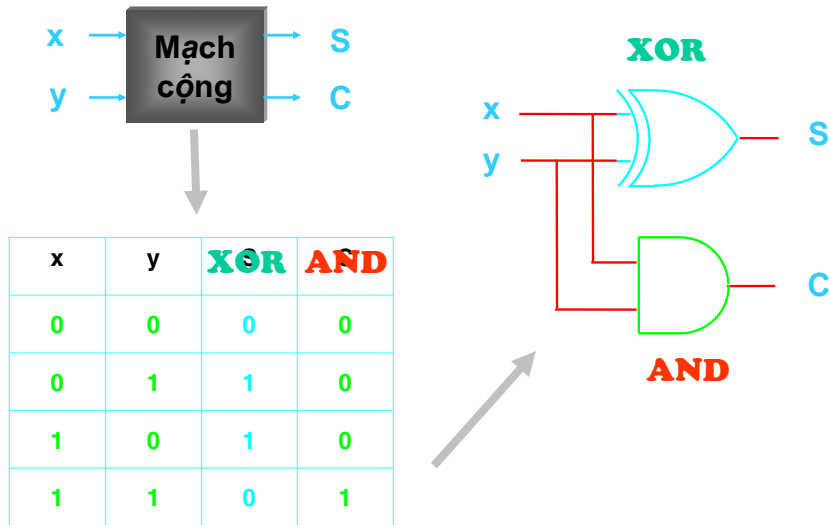 x
S
Mạch
cộng
y
C
XOR
x
S
y
x y XOR AND
0 0 0 0
0 1 1 0
1 0 1 0
1 1 0 1
C
AND